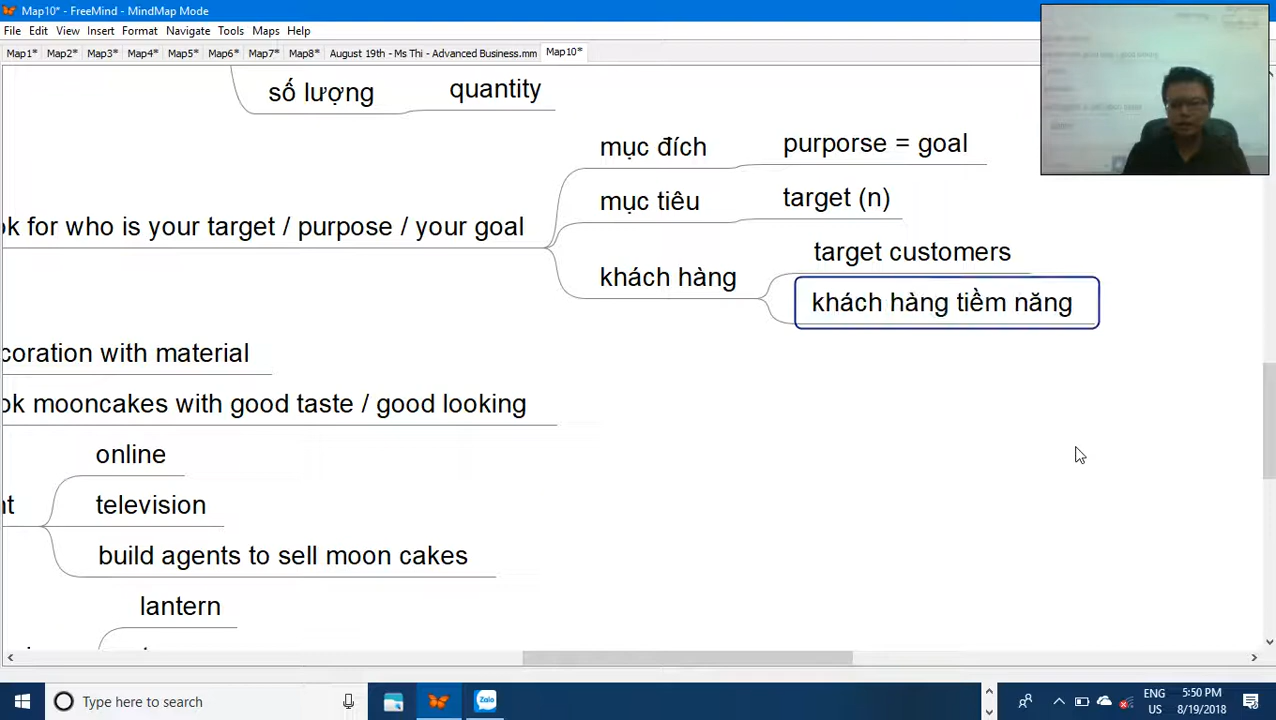 Map10* - FreeMind - MindMap Mode
File Edit View Insert Format Navigate Tools Maps Help
Map1* Map2* Map3* Map4* Map5* Map6* Map7* Map8* August 19th - Ms Thi - Advanced Business.mm Map10*
số lượng quantity
mục đích purporse = goal
mục tiêu target (n)
ok for who is your target / purpose / your goal
khách hàng target customers
khách hàng tiềm năng
coration with material
ok mooncakes with good taste / good looking
online
television
nt
build agents to sell moon cakes
lantern
Type here to search
Zalo
ENG 5:50 PM
US 8/19/2018